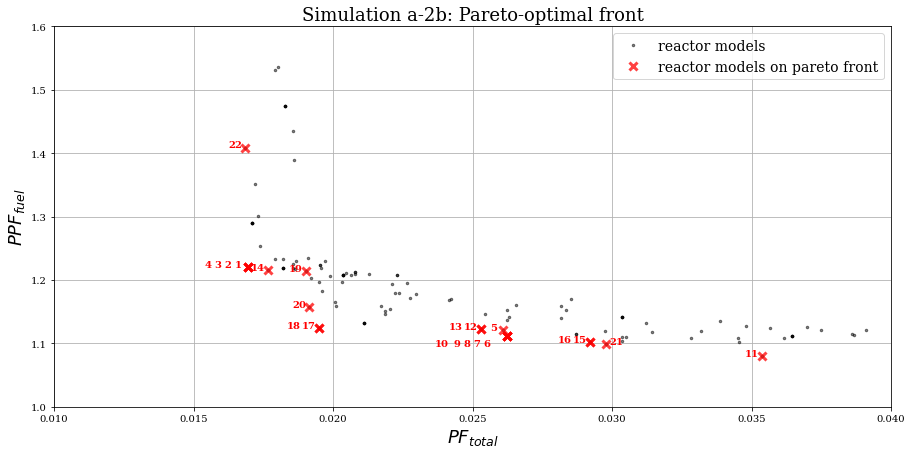 Simulation a-2b: Pareto-optimal front
reactor models
reactor models on pareto front
PPF_fuel
1.6
1.5
1.4
1.3
1.2
1.1
1.0
22
4 3 2 1
14
19
20
18 17
13 12
5
10 9 8 7 6
16 15
21
11
0.010 0.015 0.020 0.025 0.030 0.035 0.040
PF_total